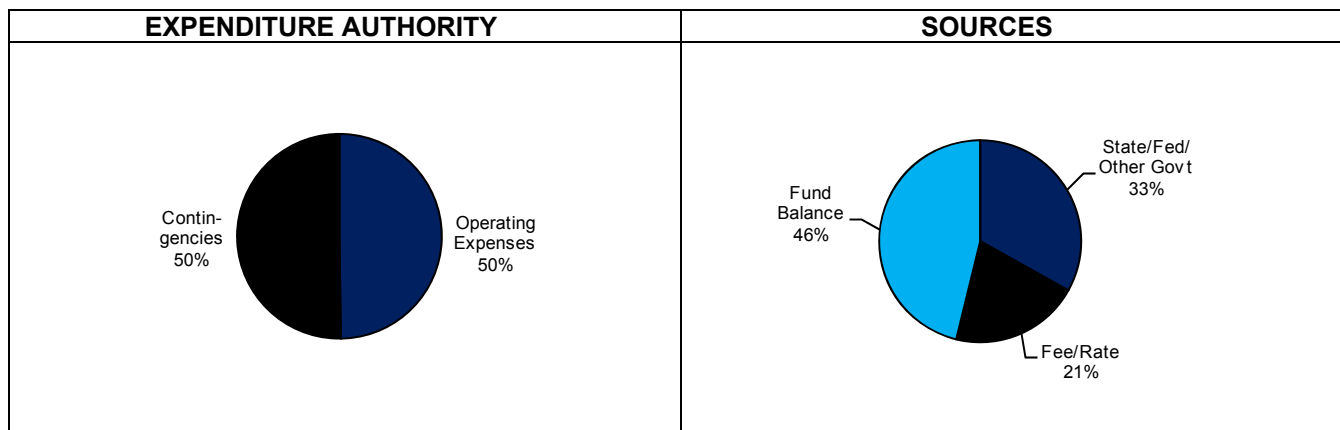 EXPENDITURE AUTHORITY
SOURCES
Contin-
gencies
50%
Operating
Expenses
50%
Fund
Balance
46%
State/Fed/
Other Govt
33%
Fee/Rate
21%